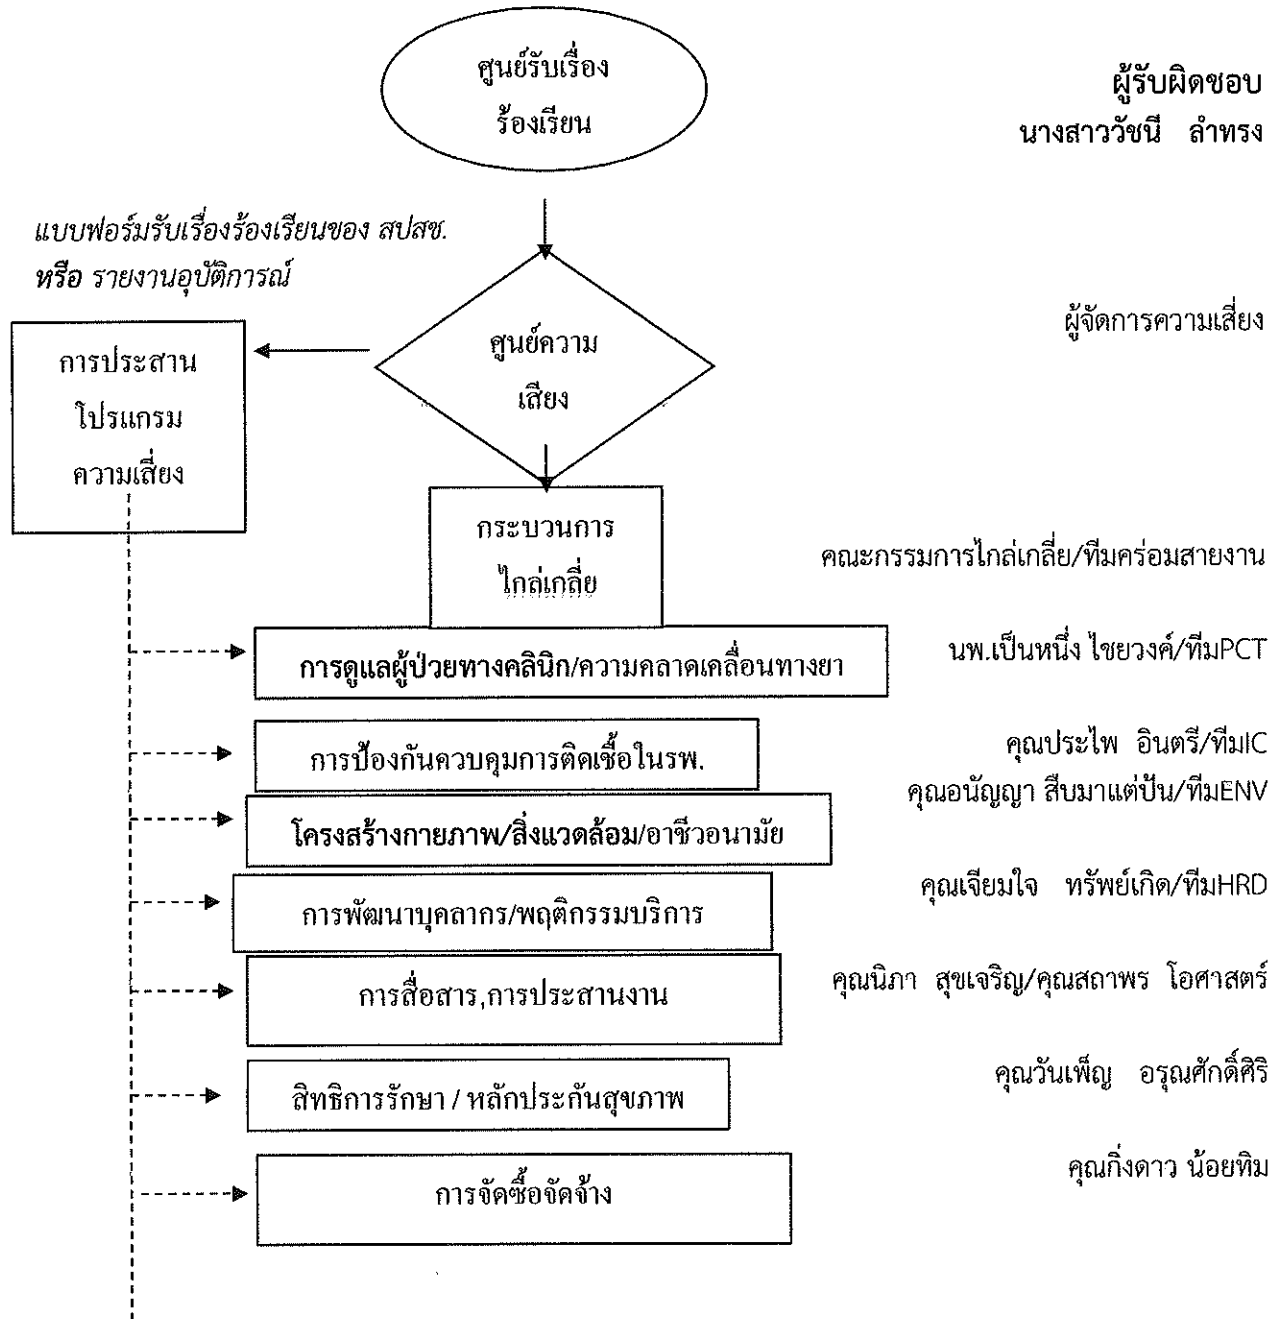 ศูนย์รับเรื่อง
ร้องเรียน
ผู้รับผิดชอบ
นางสาววัชนี ลำทรง
แบบฟอร์มรับเรื่องร้องเรียนของ สปสช.
หรือ รายงานอุบัติการณ์
ศูนย์ความ
เสี่ยง
ผู้จัดการความเสี่ยง
การประสาน
โปรแกรม
ความเสี่ยง
กระบวนการ
ไกล่เกลี่ย
คณะกรรมการไกล่เกลี่ย/ทีมคร่อมสายงาน
การดูแลผู้ป่วยทางคลินิก/ความคลาดเคลื่อนทางยา
นพ.เป็นหนึ่ง ไชยวงค์/ทีมPCT
การป้องกันควบคุมการติดเชื้อในรพ.
คุณประไพ อินตรี/ทีมIC
คุณอนัญญา สืบมาแต่ปั้น/ทีมENV
โครงสร้างกายภาพ/สิ่งแวดล้อม/อาชีวอนามัย
การพัฒนาบุคลากร/พฤติกรรมบริการ
คุณเจียมใจ ทรัพย์เกิด/ทีมHRD
การสื่อสาร,การประสานงาน
คุณนิภา สุขเจริญ/คุณสถาพร โอศาสตร์
สิทธิการรักษา / หลักประกันสุขภาพ
คุณวันเพ็ญ อรุณศักดิ์ศิริ
การจัดซื้อจัดจ้าง
คุณกิ่งดาว น้อยทิม